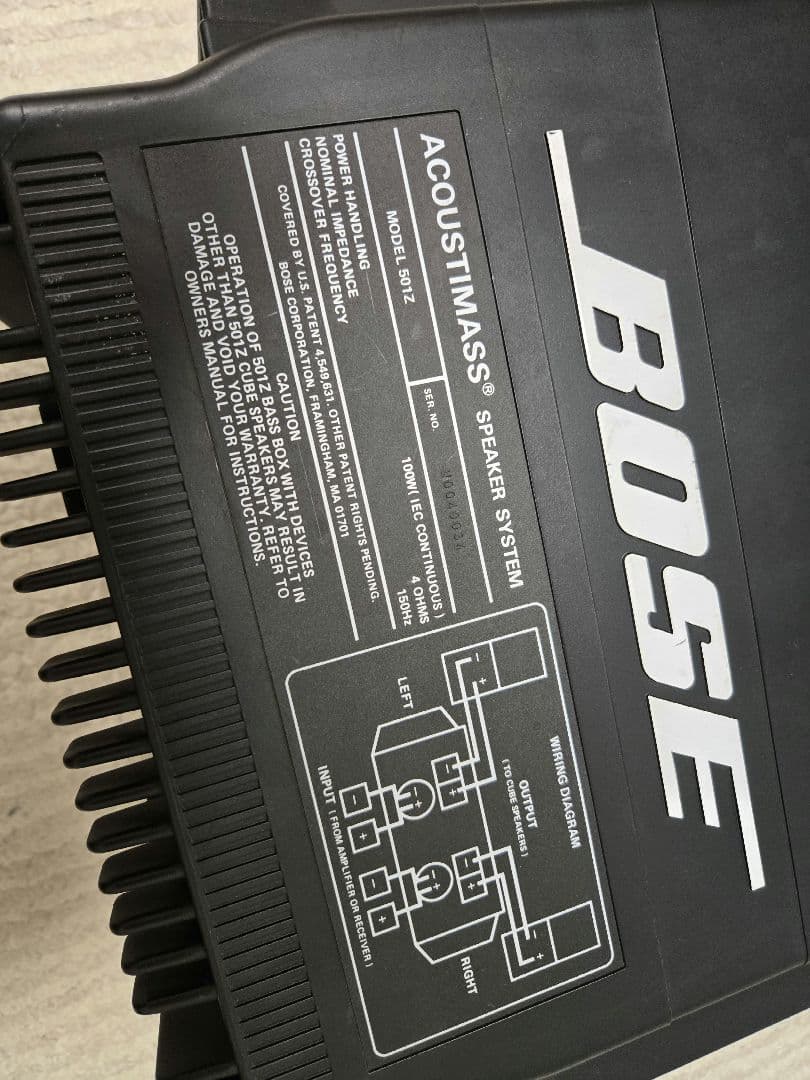 BOSE
ACOUSTIMASS® SPEAKER SYSTEM
MODEL 501Z
SER. NO.
POWER HANDLING 100W( IEC CONTINUOUS )
NOMINAL IMPEDANCE 4 OHMS
CROSSOVER FREQUENCY 150Hz
COVERED BY U.S. PATENT 4,549,631. OTHER PATENT RIGHTS PENDING.
BOSE CORPORATION, FRAMINGHAM, MA 01701
CAUTION
OPERATION OF 501Z BASS BOX WITH DEVICES
OTHER THAN 501Z CUBE SPEAKERS MAY RESULT IN
DAMAGE AND VOID YOUR WARRANTY. REFER TO
OWNERS MANUAL FOR INSTRUCTIONS.
WIRING DIAGRAM
OUTPUT
( TO CUBE SPEAKERS )
- +
- +
LEFT
RIGHT
- +
- +
- +
- +
- +
- +
INPUT ( FROM AMPLIFIER OR RECEIVER )